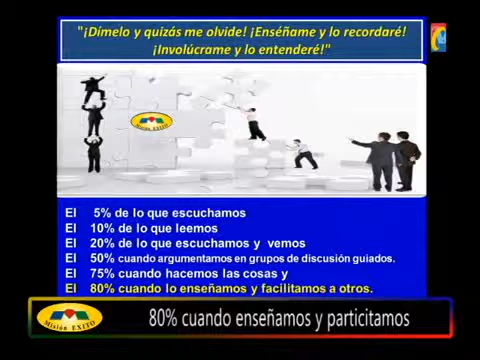 "¡Dímelo y quizás me olvide! ¡Enséñame y lo recordaré!
¡Involúcrame y lo entenderé!"
Misión EXITO
El 5% de lo que escuchamos
El 10% de lo que leemos
El 20% de lo que escuchamos y vemos
El 50% cuando argumentamos en grupos de discusión guiados.
El 75% cuando hacemos las cosas y
El 80% cuando lo enseñamos y facilitamos a otros.
Misión EXITO
80% cuando enseñamos y particitamos